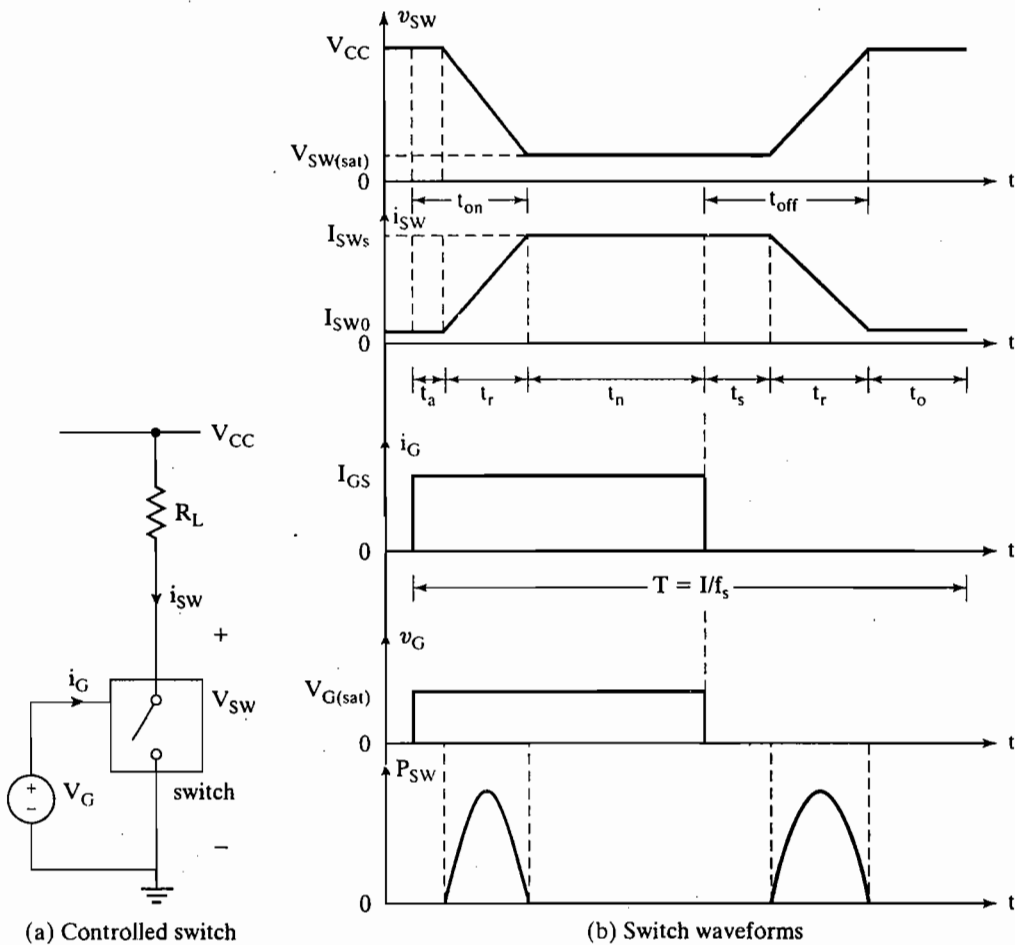 v_SW
V_CC
V_SW(sat)
0
t
t_on
t_off
i_SW
I_SWs
I_SW0
0
t
t_a
t_r
t_n
t_s
t_r
t_o
i_G
I_GS
0
t
T = I/f_s
v_G
V_G(sat)
0
t
P_SW
0
t
V_CC
R_L
i_SW
+
i_G
V_SW
+
−
V_G
switch
−
(a) Controlled switch
(b) Switch waveforms